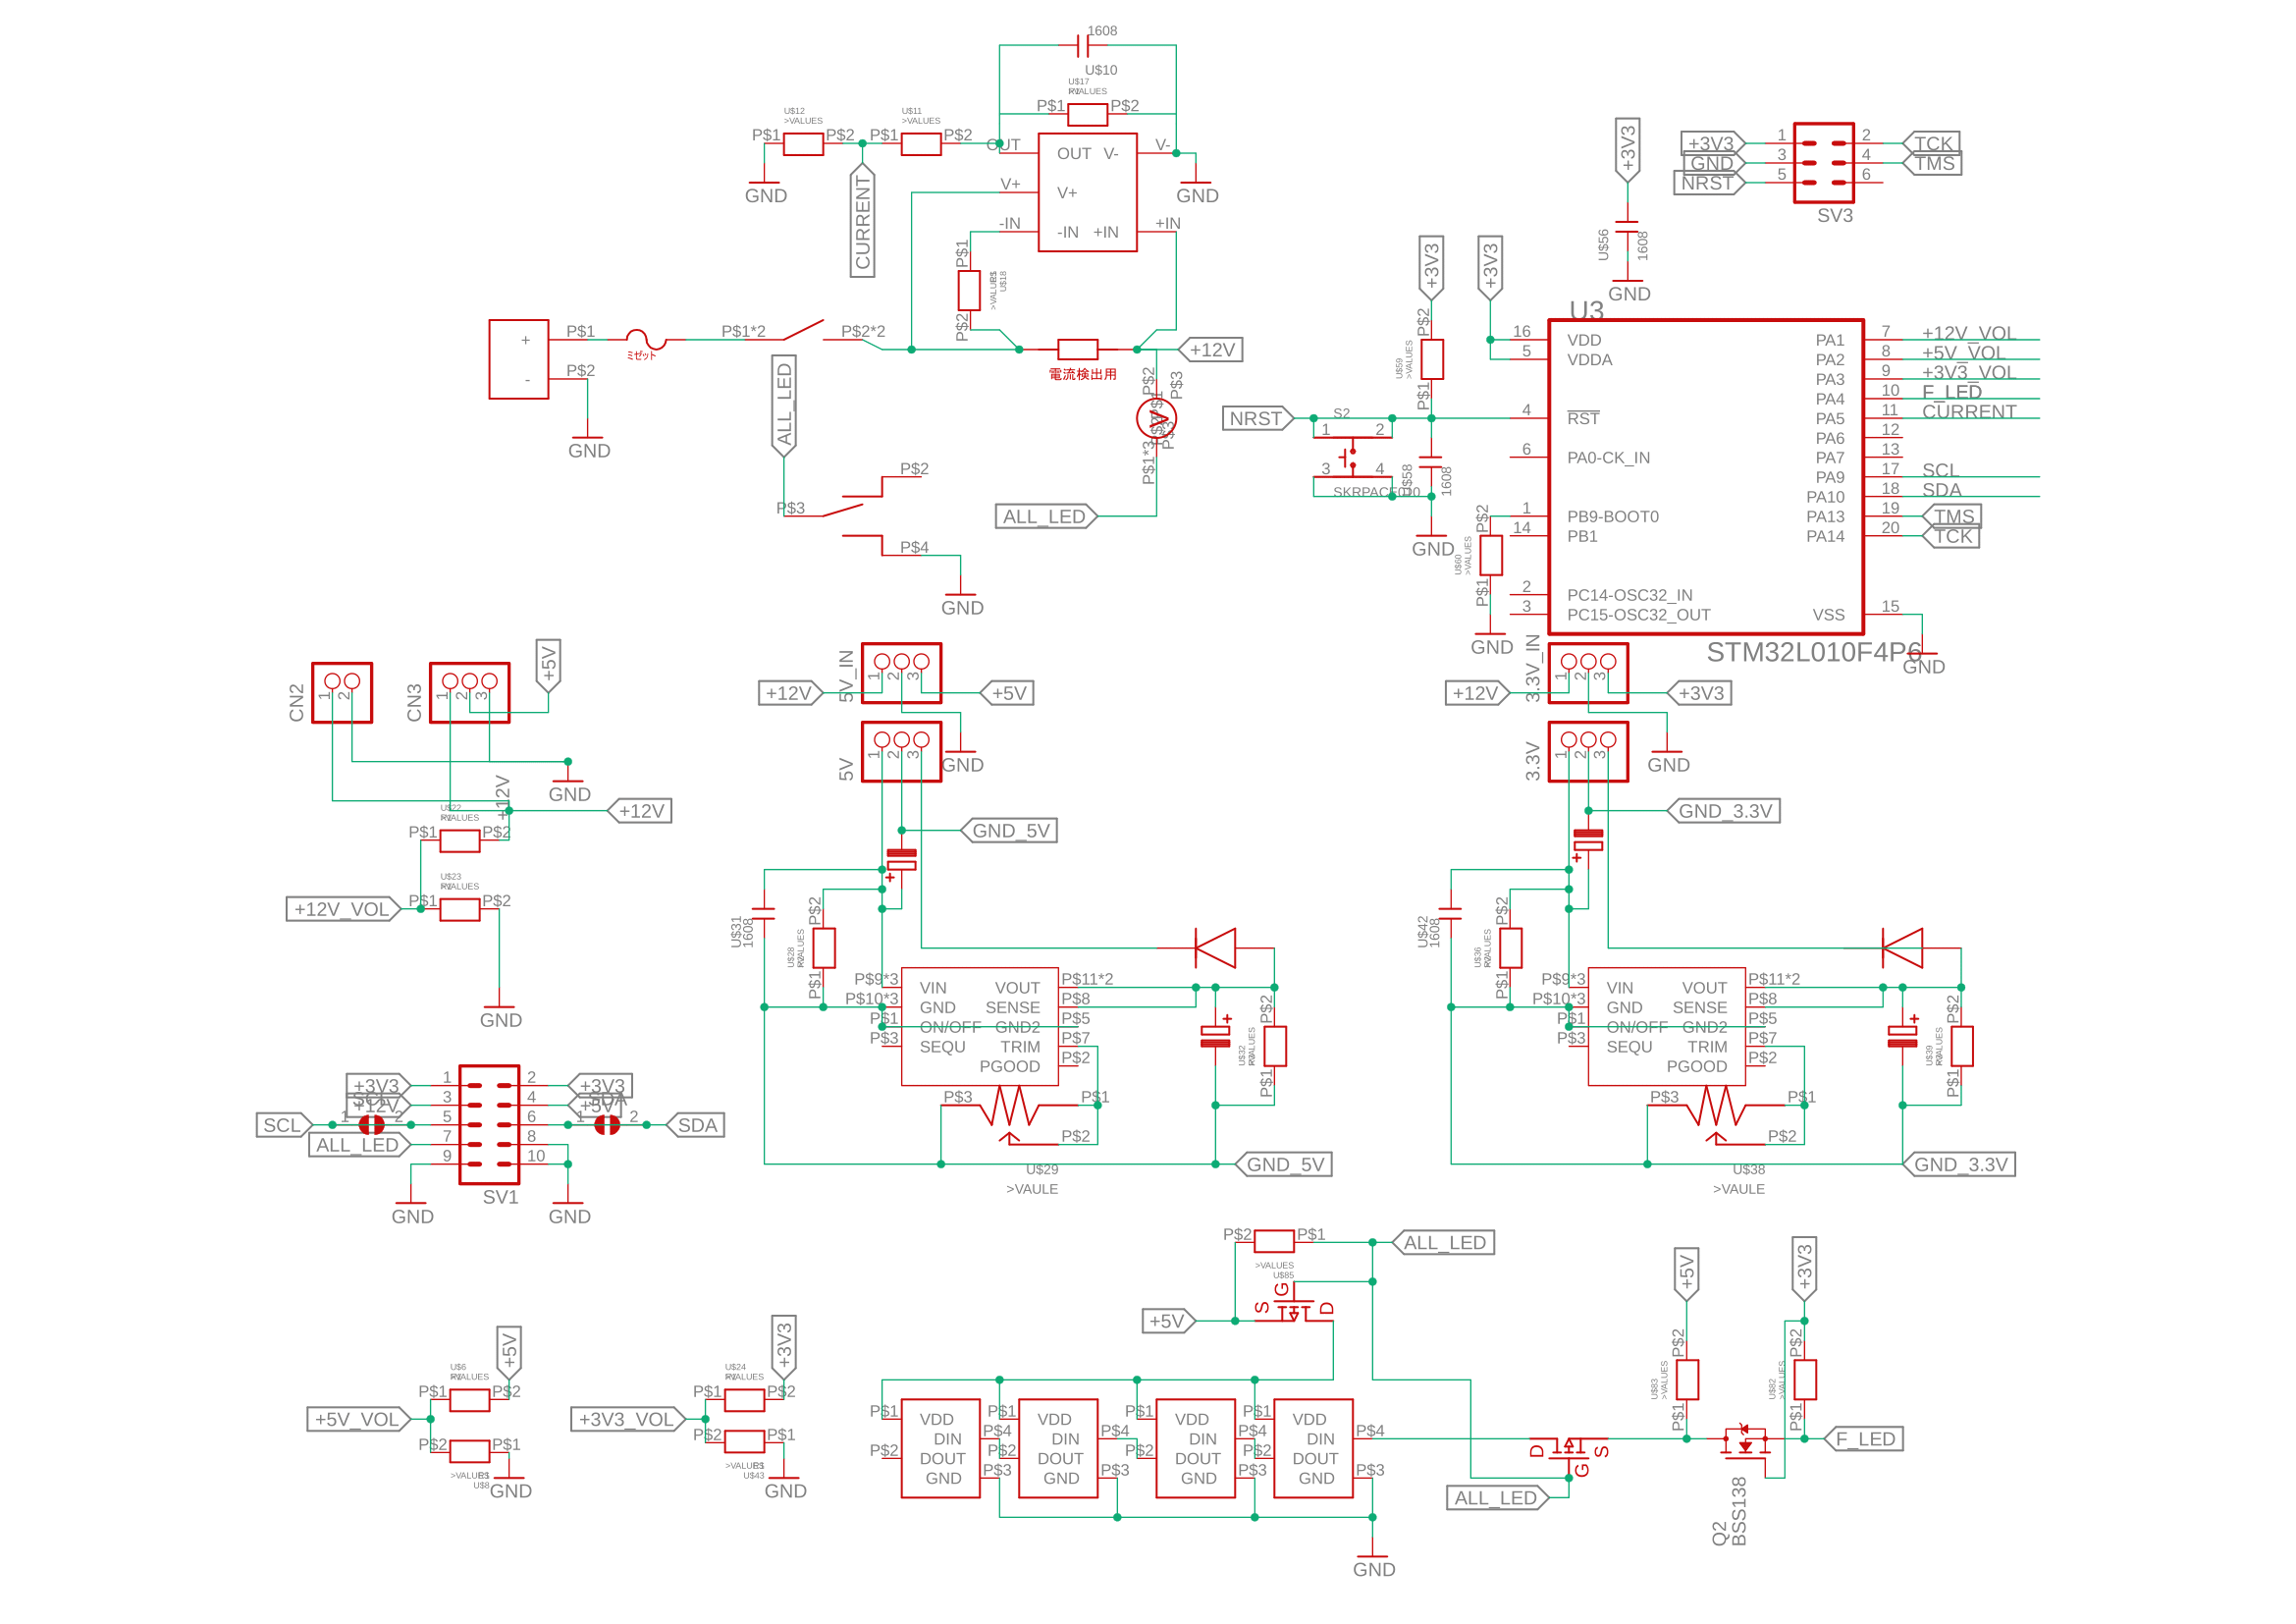 1608
U$10
U$17
P$1
P$2
U$12
>VALUES
P$1
P$2
U$11
>VALUES
P$1
P$2
OUT
V-
OUT V-
V+
V+
-IN
+IN
-IN +IN
GND
GND
CURRENT
P$1
P$2
U$18
+
-
P$1
P$2
ミゼット
P$1*2
P$2*2
GND
電流検出用
+12V
P$2
P$3
V
P$1*3
ALL_LED
ALL_LED
P$3
P$2
P$4
GND
+3V3
U$56
1608
GND
+3V3
GND
NRST
1
3
5
2
4
6
TCK
TMS
SV3
+3V3
+3V3
P$2
U$59
>VALUES
P$1
NRST
S2
1
2
3
4
U$58
1608
GND
P$2
U$60
>VALUES
P$1
GND
U3
16
5
4
6
1
14
2
3
VDD
VDDA
RST
PA0-CK_IN
PB9-BOOT0
PB1
PC14-OSC32_IN
PC15-OSC32_OUT
PA1
PA2
PA3
PA4
PA5
PA6
PA7
PA9
PA10
PA13
PA14
VSS
7
8
9
10
11
12
13
17
18
19
20
15
+12V_VOL
+5V_VOL
+3V3_VOL
F_LED
CURRENT
SCL
SDA
TMS
TCK
STM32L010F4P6
GND
CN2
1
2
CN3
1
2
3
+5V
GND
+12V
+12V
U$22
P$1
P$2
U$23
P$1
P$2
+12V_VOL
GND
5V_IN
1
2
3
+12V
+5V
GND
5V
1
2
3
GND_5V
+
U$31
1608
P$2
U$28
P$1
P$9*3
P$10*3
P$1
P$3
VIN
GND
ON/OFF
SEQU
VOUT
SENSE
GND2
TRIM
PGOOD
P$11*2
P$8
P$5
P$7
P$2
+
P$2
U$32
P$1
P$3
P$1
P$2
U$29
>VAULE
GND_5V
3.3V_IN
1
2
3
+12V
+3V3
GND
3.3V
1
2
3
GND_3.3V
+
U$42
1608
P$2
U$36
P$1
P$9*3
P$10*3
P$1
P$3
VIN
GND
ON/OFF
SEQU
VOUT
SENSE
GND2
TRIM
PGOOD
P$11*2
P$8
P$5
P$7
P$2
+
P$2
U$39
P$1
P$3
P$1
P$2
U$38
>VAULE
GND_3.3V
+3V3
SCL
+12V
SCL
1
2
ALL_LED
1
3
5
7
9
2
4
6
8
10
+3V3
SDA
+5V
1
2
SDA
GND
SV1
GND
+5V
U$6
P$1
P$2
+5V_VOL
P$2
P$1
U$8
GND
+3V3
U$24
P$1
P$2
+3V3_VOL
P$2
P$1
U$43
GND
P$2
P$1
>VALUES
U$85
ALL_LED
+5V
S
G
D
P$1
P$2
VDD
DIN
DOUT
GND
P$1
P$4
P$2
P$3
VDD
DIN
DOUT
GND
P$1
P$4
P$2
P$3
VDD
DIN
DOUT
GND
P$1
P$4
P$2
P$3
VDD
DIN
DOUT
GND
P$4
P$3
GND
D
G
S
ALL_LED
+5V
P$2
U$83
>VALUES
P$1
+3V3
P$2
U$82
>VALUES
P$1
F_LED
Q2
BSS138